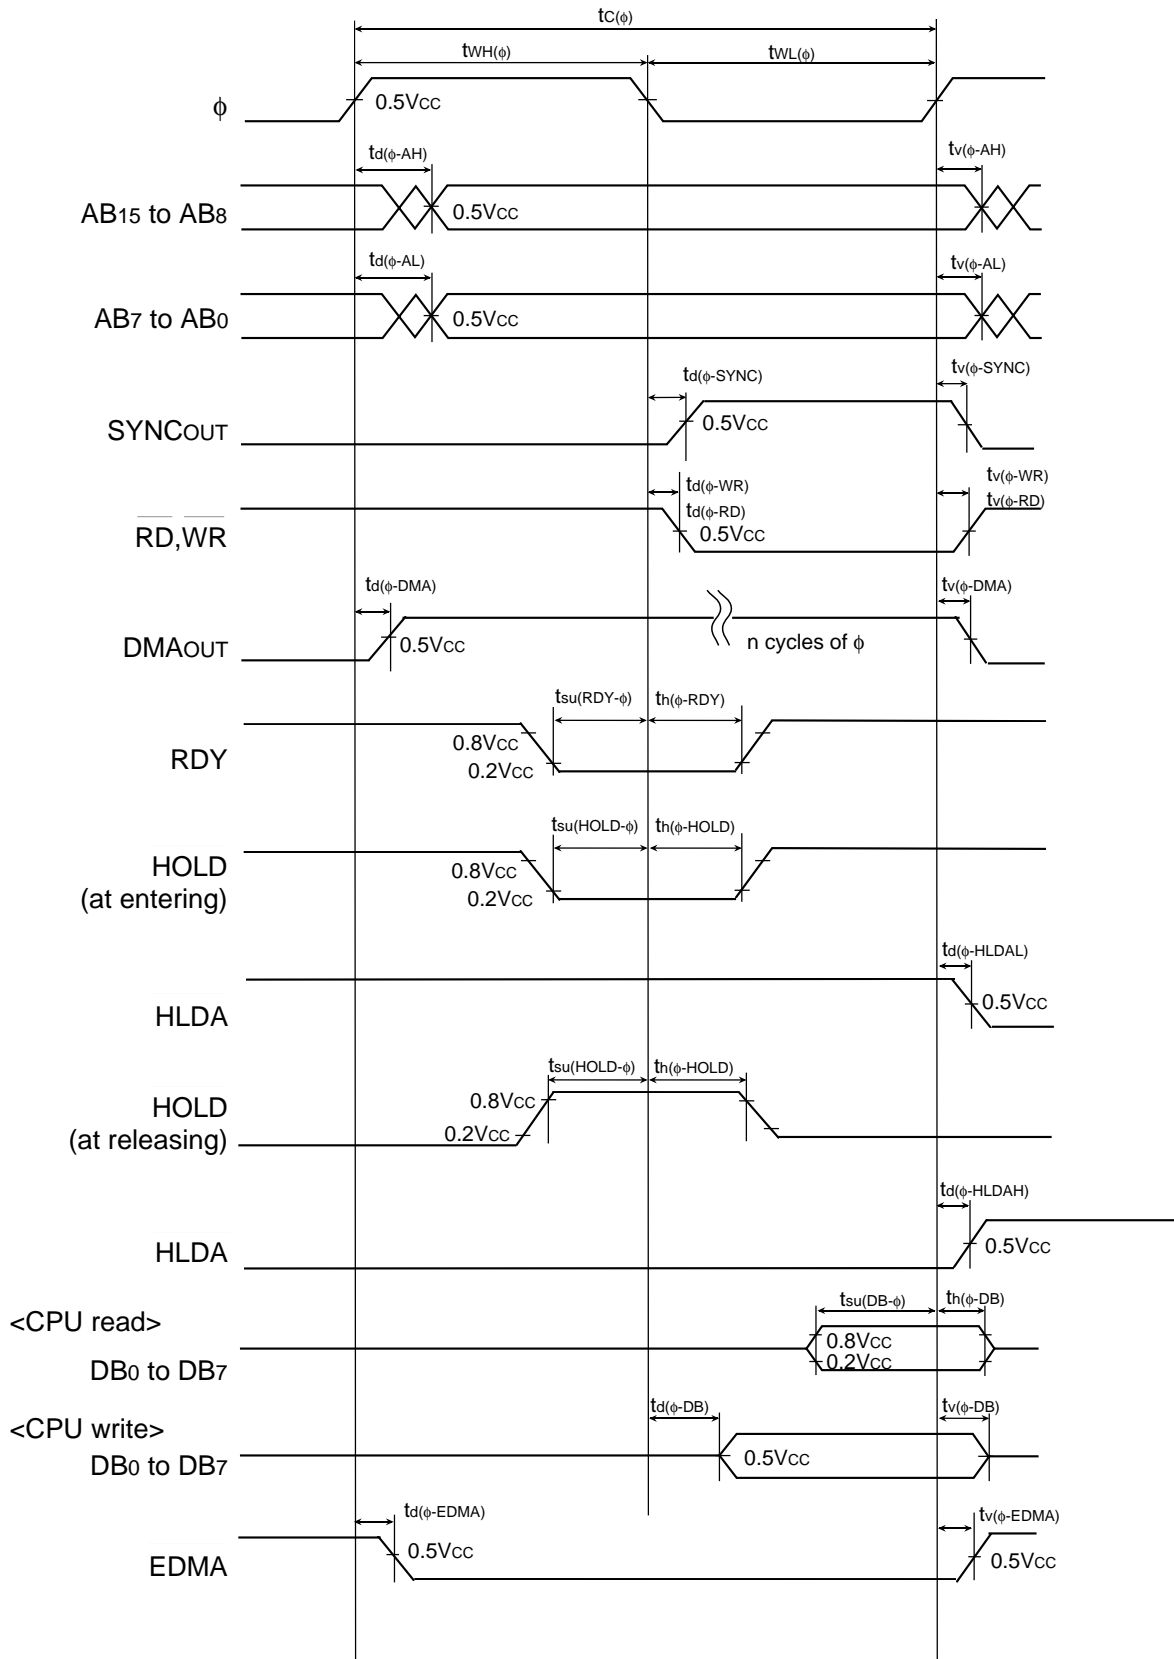 tC(ϕ)
tWH(ϕ) tWL(ϕ)
ϕ 0.5VCC
td(ϕ-AH) tv(ϕ-AH)
AB15 to AB8 0.5VCC
td(ϕ-AL) tv(ϕ-AL)
AB7 to AB0 0.5VCC
td(ϕ-SYNC) tv(ϕ-SYNC)
SYNCOUT 0.5VCC
td(ϕ-WR) tv(ϕ-WR)
td(ϕ-RD) tv(ϕ-RD)
RD,WR 0.5VCC
td(ϕ-DMA) tv(ϕ-DMA)
DMAOUT 0.5VCC n cycles of ϕ
tsu(RDY-ϕ) th(ϕ-RDY)
0.8VCC
RDY 0.2VCC
tsu(HOLD-ϕ) th(ϕ-HOLD)
HOLD 0.8VCC
(at entering) 0.2VCC
td(ϕ-HLDAL)
HLDA 0.5VCC
tsu(HOLD-ϕ) th(ϕ-HOLD)
HOLD 0.8VCC
(at releasing) 0.2VCC
td(ϕ-HLDAH)
HLDA 0.5VCC
tsu(DB-ϕ) th(ϕ-DB)
<CPU read>
0.8VCC
DB0 to DB7 0.2VCC
td(ϕ-DB) tv(ϕ-DB)
<CPU write>
DB0 to DB7 0.5VCC
td(ϕ-EDMA) tv(ϕ-EDMA)
EDMA 0.5VCC 0.5VCC